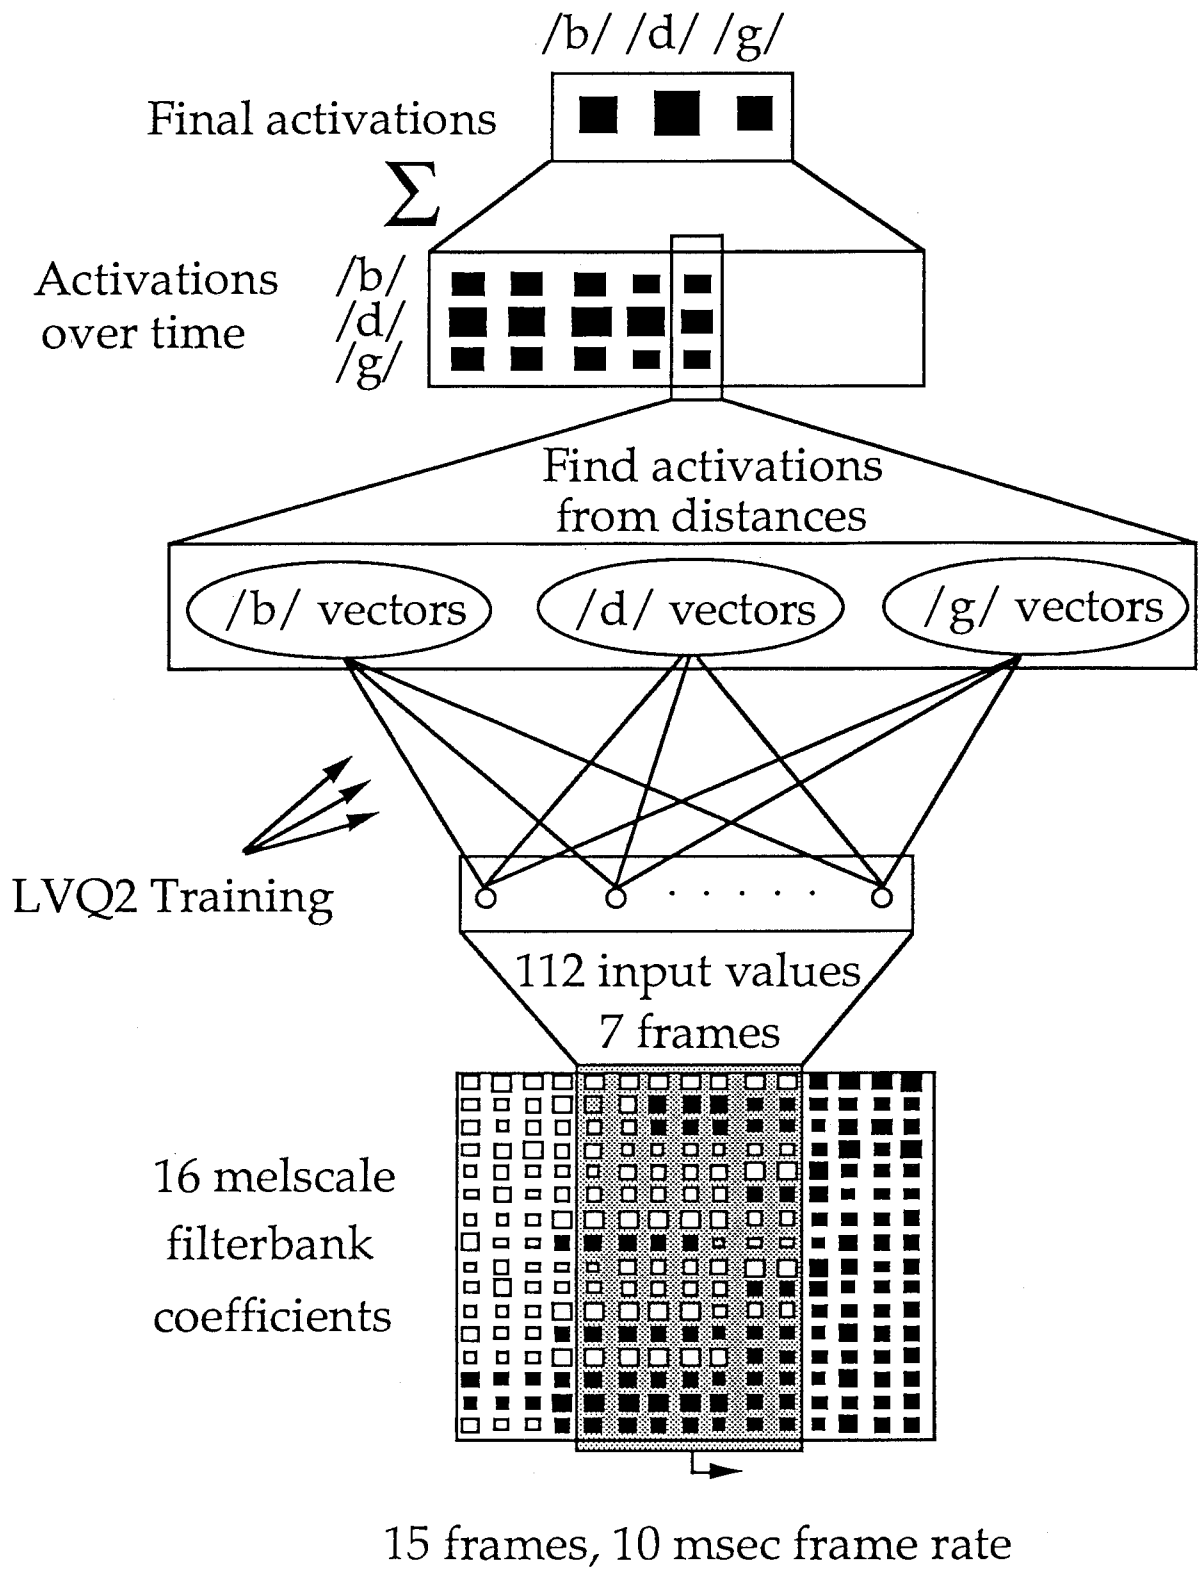 /b/ /d/ /g/
Final activations
Σ
Activations
over time
/b/
/d/
/g/
Find activations
from distances
/b/ vectors
/d/ vectors
/g/ vectors
LVQ2 Training
112 input values
7 frames
16 melscale
filterbank
coefficients
15 frames, 10 msec frame rate